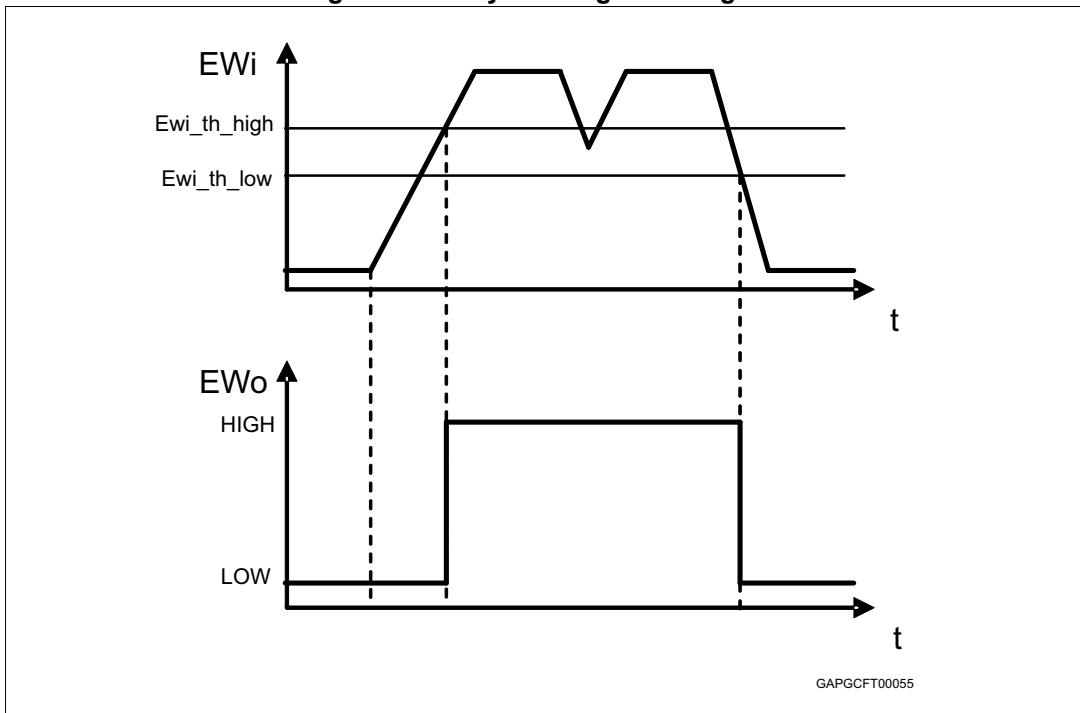 EWi
Ewi_th_high
Ewi_th_low
t
EWo
HIGH
LOW
t
GAPGCFT00055